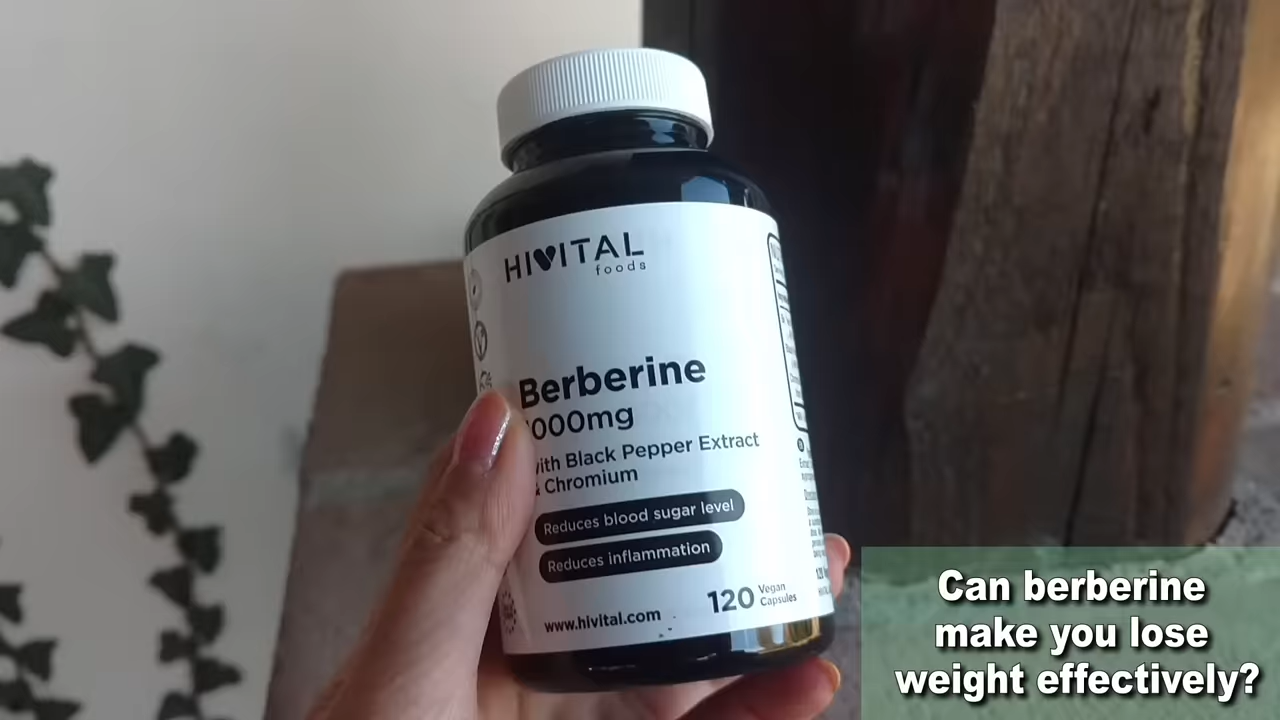 HIVITAL
foods
Berberine
000mg
with Black Pepper Extract
& Chromium
Reduces blood sugar level
Reduces inflammation
120 Vegan
Capsules
www.hivital.com
Can berberine
make you lose
weight effectively?